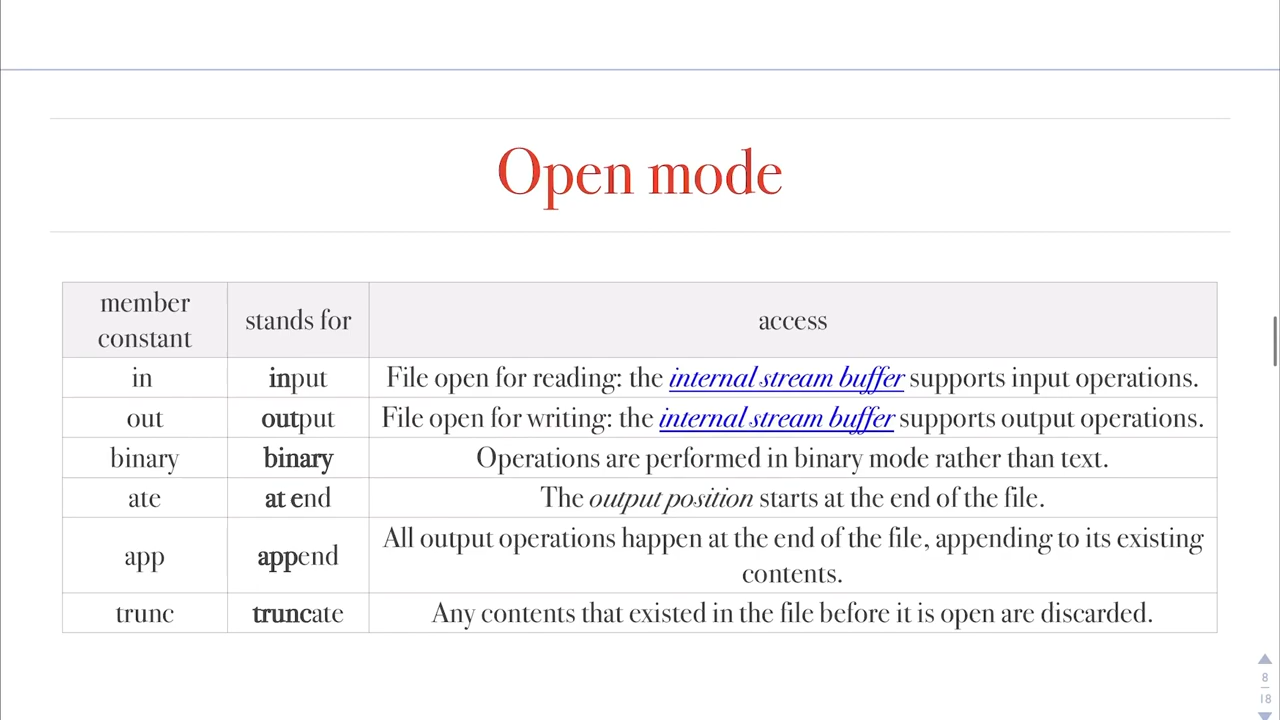 Open mode
member
constant
stands for
access
in
input
File open for reading: the internal stream buffer supports input operations.
out
output
File open for writing: the internal stream buffer supports output operations.
binary
binary
Operations are performed in binary mode rather than text.
ate
at end
The output position starts at the end of the file.
app
append
All output operations happen at the end of the file, appending to its existing
contents.
trunc
truncate
Any contents that existed in the file before it is open are discarded.
8
18